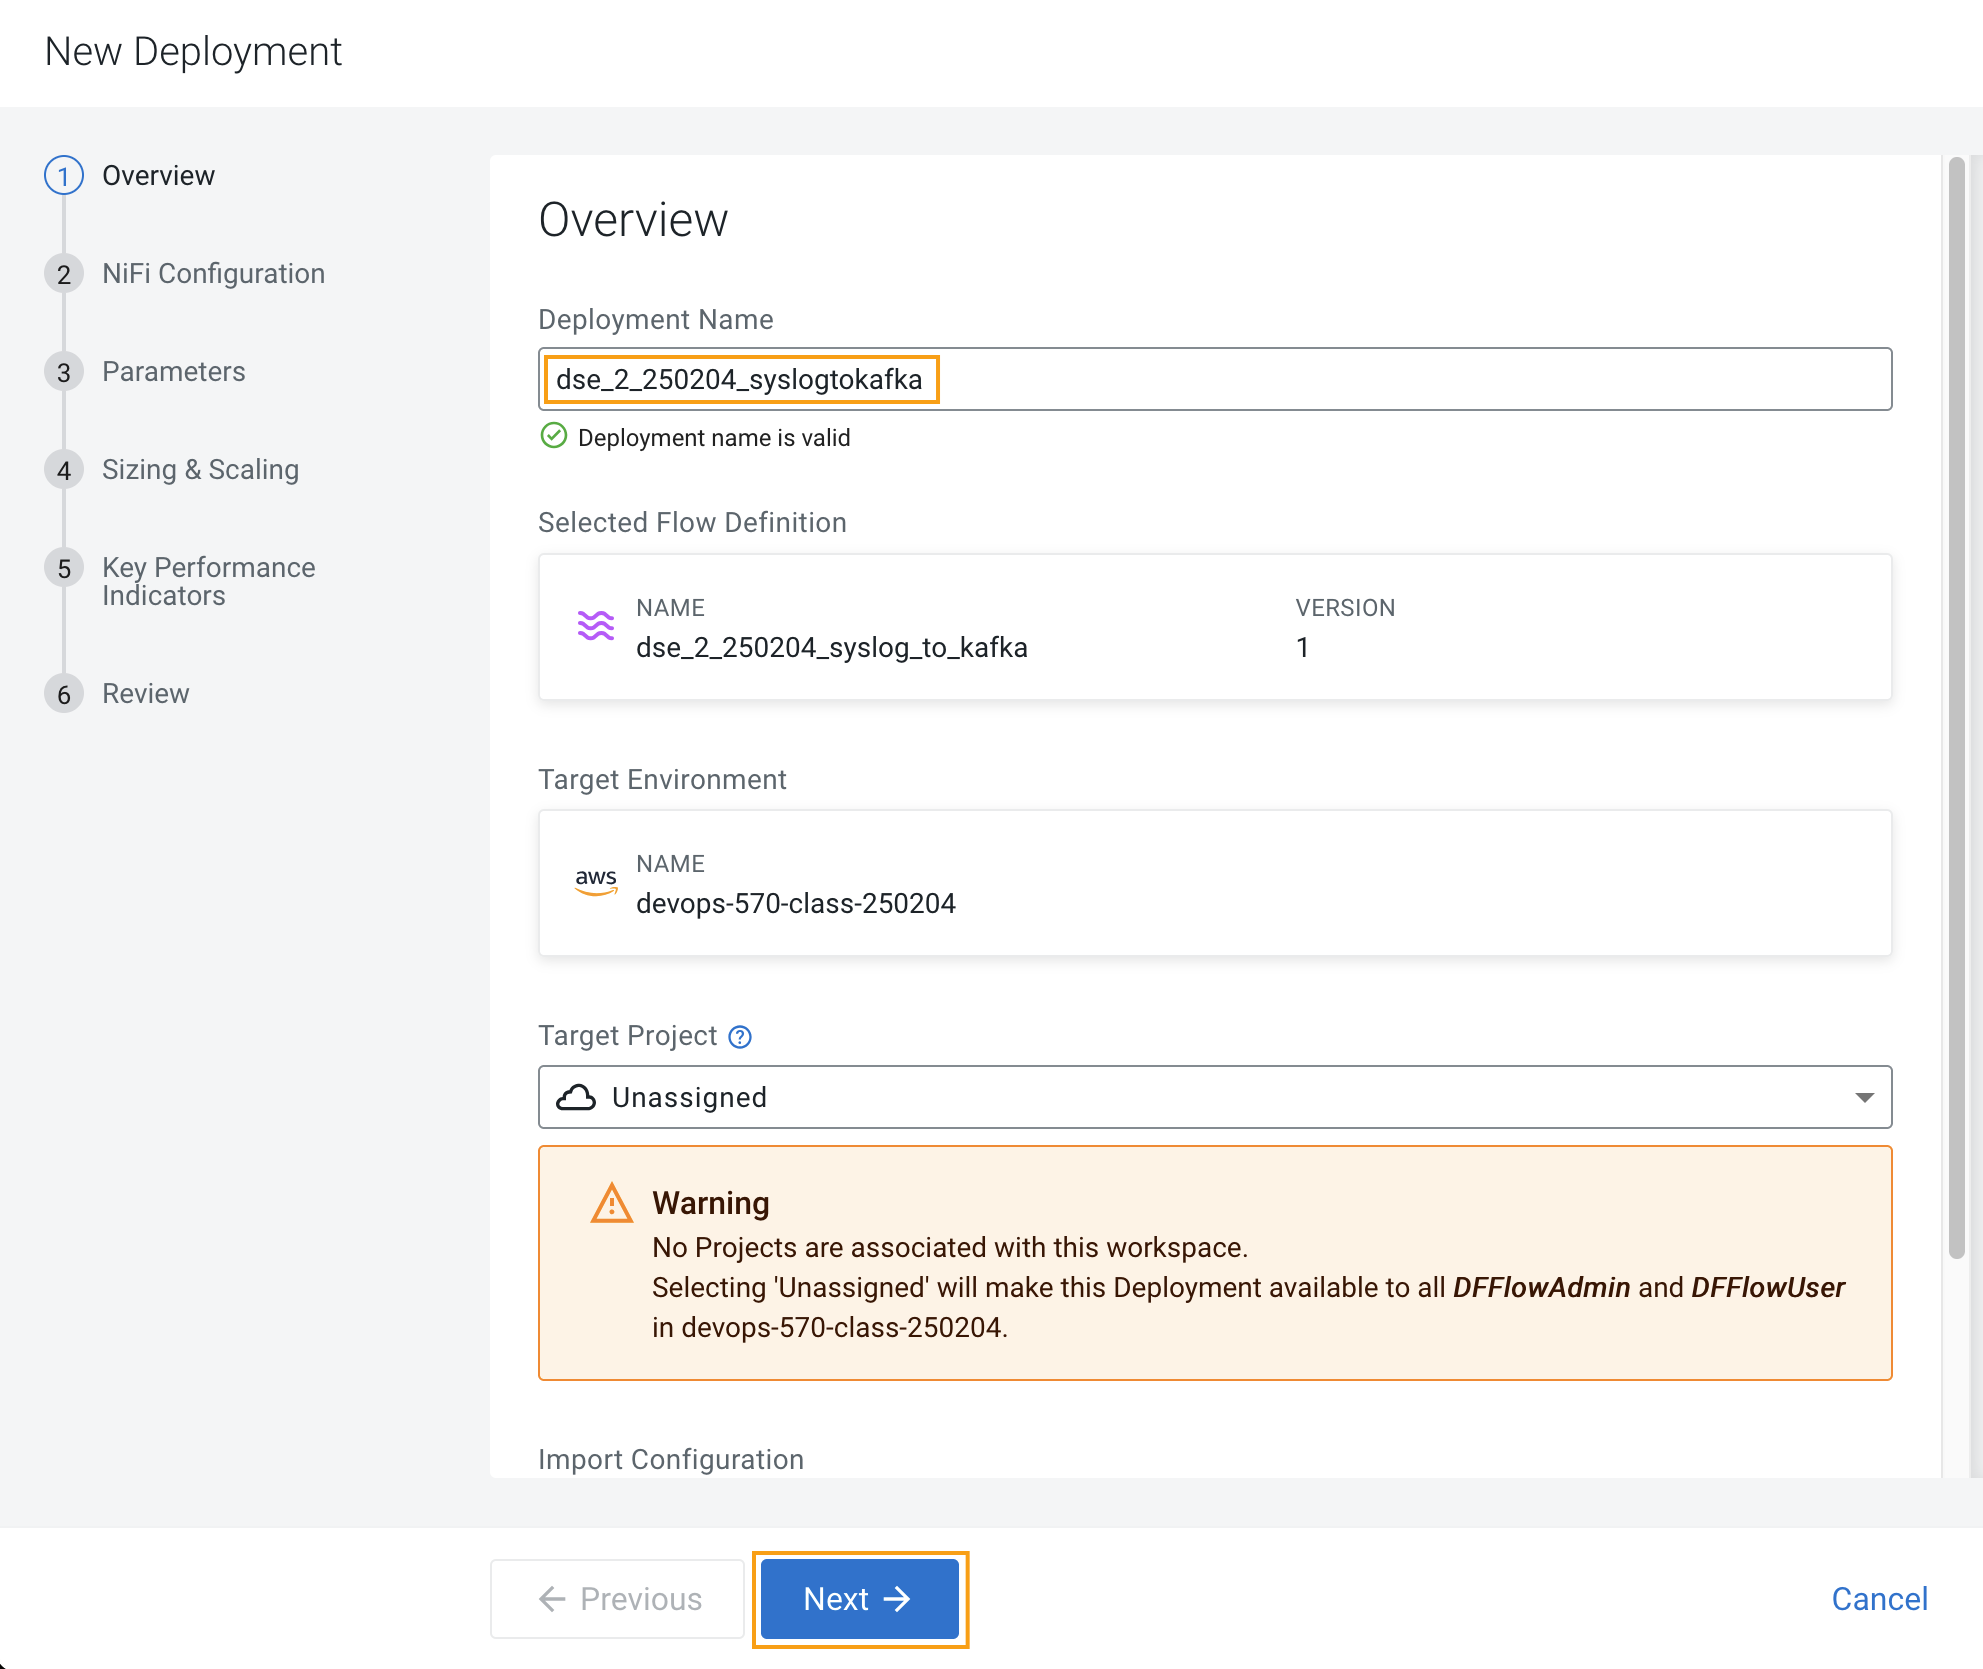 New Deployment
1 Overview
2 NiFi Configuration
3 Parameters
4 Sizing & Scaling
5 Key Performance
Indicators
6 Review
Overview
Deployment Name
dse_2_250204_syslogtokafka
Deployment name is valid
Selected Flow Definition
NAME VERSION
dse_2_250204_syslog_to_kafka 1
Target Environment
aws
NAME
devops-570-class-250204
Target Project ?
Unassigned
Warning
No Projects are associated with this workspace.
Selecting 'Unassigned' will make this Deployment available to all DFFlowAdmin and DFFlowUser
in devops-570-class-250204.
Import Configuration
Previous
Next
Cancel